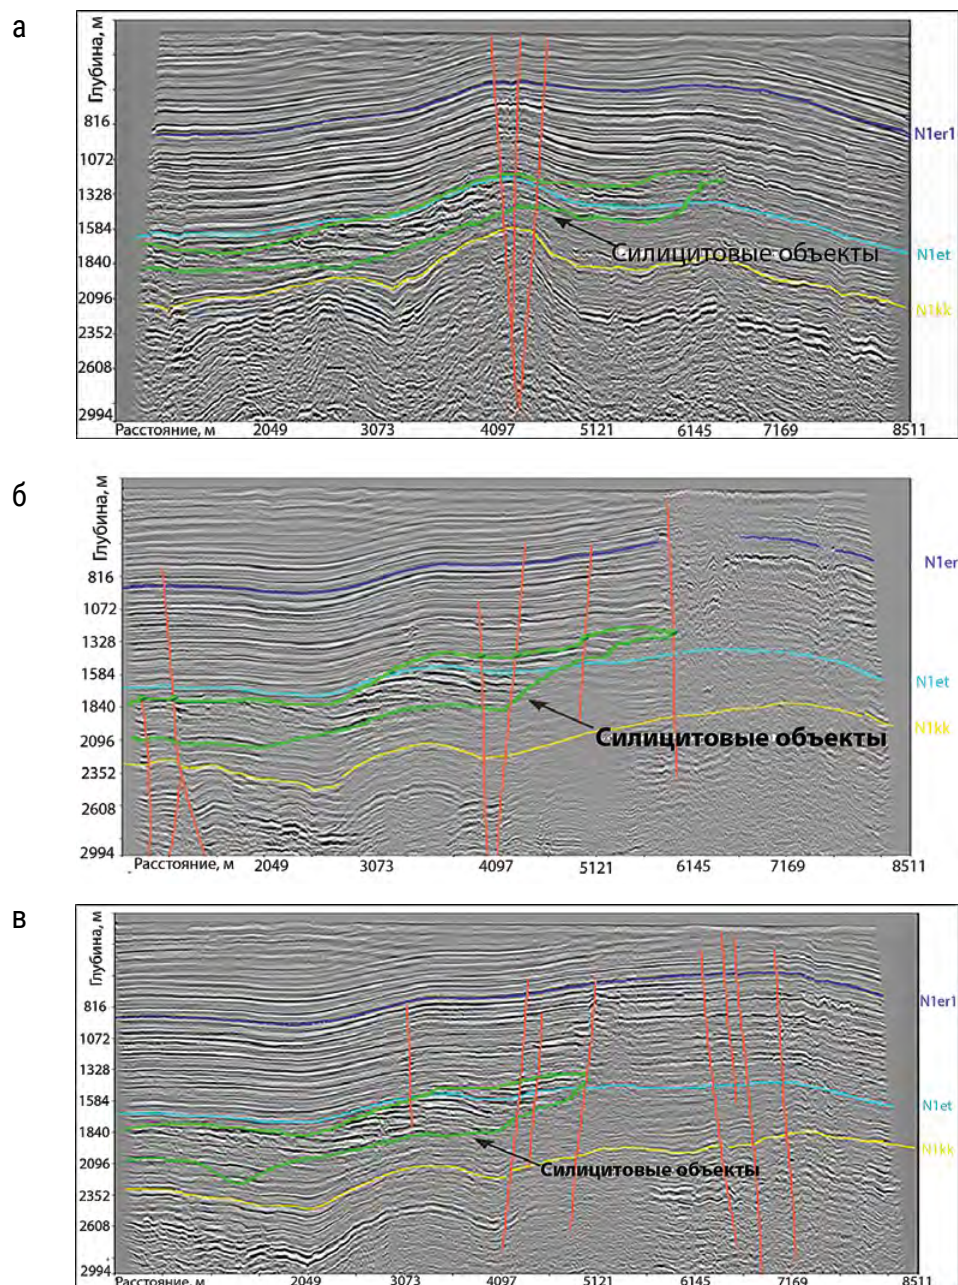 а
Глубина, м
816
1072
1328
1584
1840
2096
2352
2608
2994
N1er1
N1et
N1kk
Силицитовые объекты
Расстояние, м 2049 3073 4097 5121 6145 7169 8511
б
Глубина, м
816
1072
1328
1584
1840
2096
2352
2608
2994
N1er
N1et
N1kk
Силицитовые объекты
Расстояние, м 2049 3073 4097 5121 6145 7169 8511
в
Глубина, м
816
1072
1328
1584
1840
2096
2352
2608
2994
N1er1
N1et
N1kk
Силицитовые объекты
Расстояние, м 2049 3073 4097 5121 6145 7169 8511